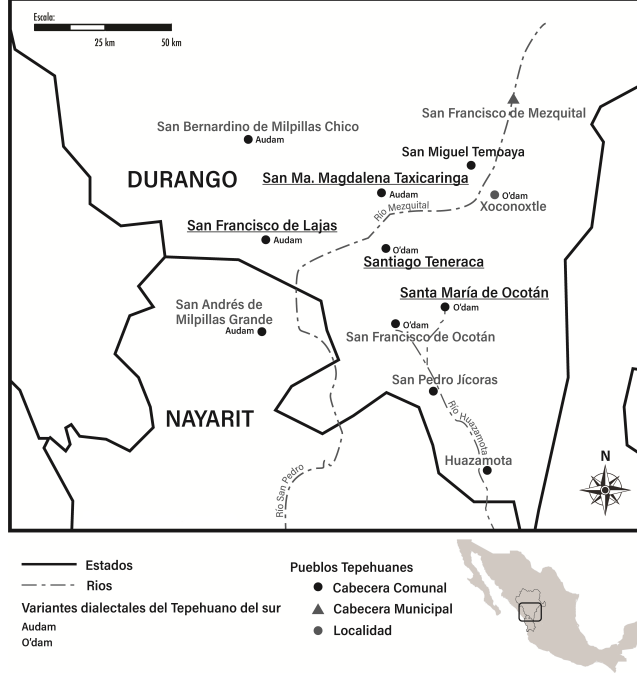 Escala:
25 km
50 km
San Francisco de Mezquital
San Bernardino de Milpillas Chico
Audam
San Miguel Temoaya
DURANGO
San Ma. Magdalena Taxicaringa
Audam
O'dam
Xoconoxtle
Río Mezquital
San Francisco de Lajas
Audam
O'dam
Santiago Teneraca
Santa María de Ocotán
O'dam
San Andrés de
Milpillas Grande
Audam
O'dam
San Francisco de Ocotán
San Pedro Jícoras
NAYARIT
Río Huazamota
Huazamota
Río San Pedro
N
Estados
Rios
Variantes dialectales del Tepehuano del sur
Audam
O'dam
Pueblos Tepehuanes
Cabecera Comunal
Cabecera Municipal
Localidad